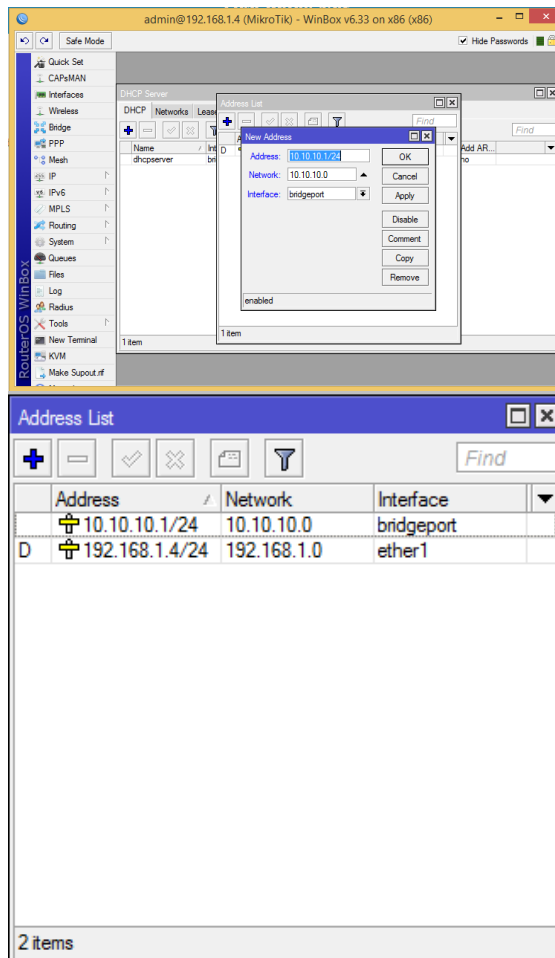 admin@192.168.1.4 (MikroTik) - WinBox v6.33 on x86 (x86)
Safe Mode
Hide Passwords
Quick Set
CAPsMAN
Interfaces
Wireless
Bridge
PPP
Mesh
IP
IPv6
MPLS
Routing
System
Queues
Files
Log
Radius
Tools
New Terminal
KVM
Make Supout.rif
RouterOS WinBox
DHCP Server
DHCP Networks Lease
Find
Name
Add AR...
dhcpserver
no
1 item
Address List
Find
D
1 item
New Address
Address: 10.10.10.1/24
Network: 10.10.10.0
Interface: bridgeport
OK
Cancel
Apply
Disable
Comment
Copy
Remove
enabled
Address List
Find
Address Network Interface
10.10.10.1/24 10.10.10.0 bridgeport
D 192.168.1.4/24 192.168.1.0 ether1
2 items